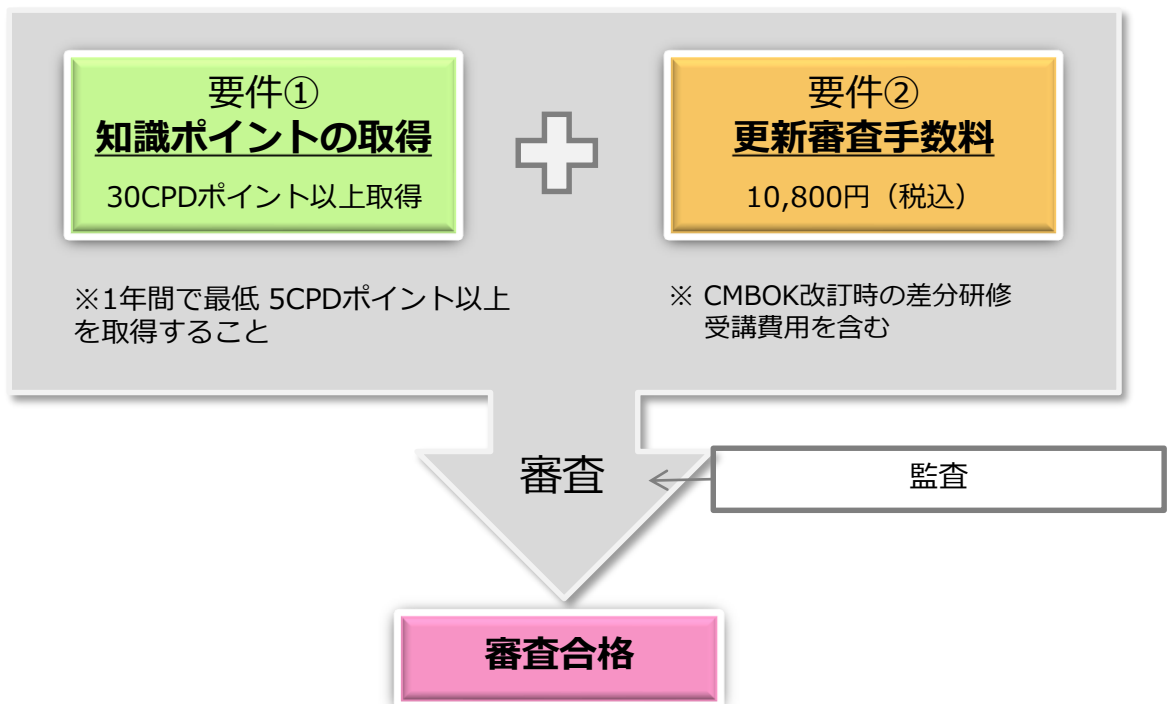 要件①
知識ポイントの取得
30CPDポイント以上取得
要件②
更新審査手数料
10,800円（税込）
※1年間で最低 5CPDポイント以上
を取得すること
※ CMBOK改訂時の差分研修
受講費用を含む
審査
監査
審査合格